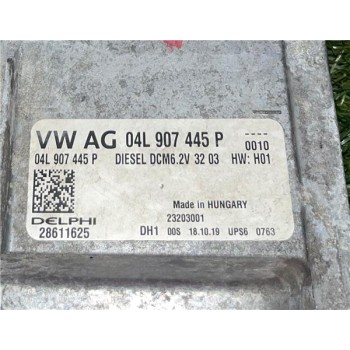 VW AG 04L 907 445 P ----
0010
04L 907 445 P DIESEL DCM6.2V 32 03 HW: H01
Made in HUNGARY
23203001
DELPHI
28611625 DH1 00S 18.10.19 UPS6 0763